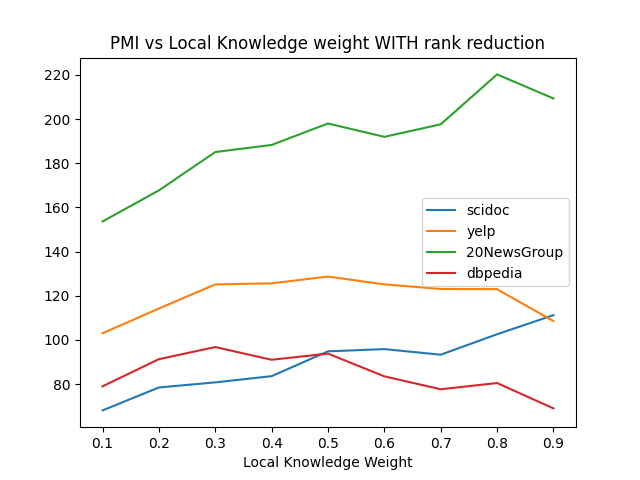 PMI vs Local Knowledge weight WITH rank reduction
220
200
180
160
140
120
100
80
scidoc
yelp
20NewsGroup
dbpedia
0.1 0.2 0.3 0.4 0.5 0.6 0.7 0.8 0.9
Local Knowledge Weight